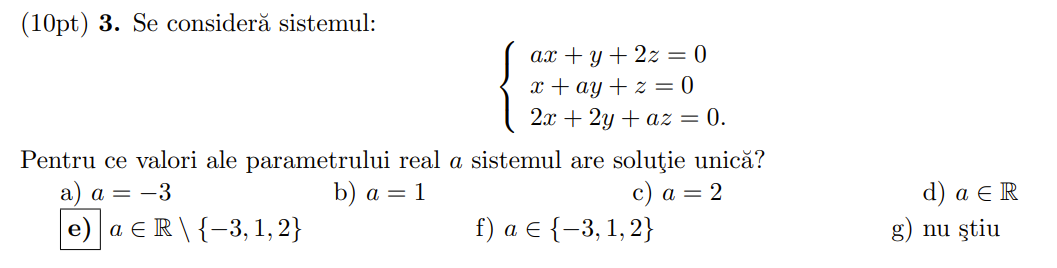 (10pt) 3. Se consideră sistemul:
ax + y + 2z = 0
x + ay + z = 0
2x + 2y + az = 0.
Pentru ce valori ale parametrului real a sistemul are soluţie unică?
a) a = −3 b) a = 1 c) a = 2 d) a ∈ ℝ
e) a ∈ ℝ \ {−3, 1, 2} f) a ∈ {−3, 1, 2} g) nu ştiu